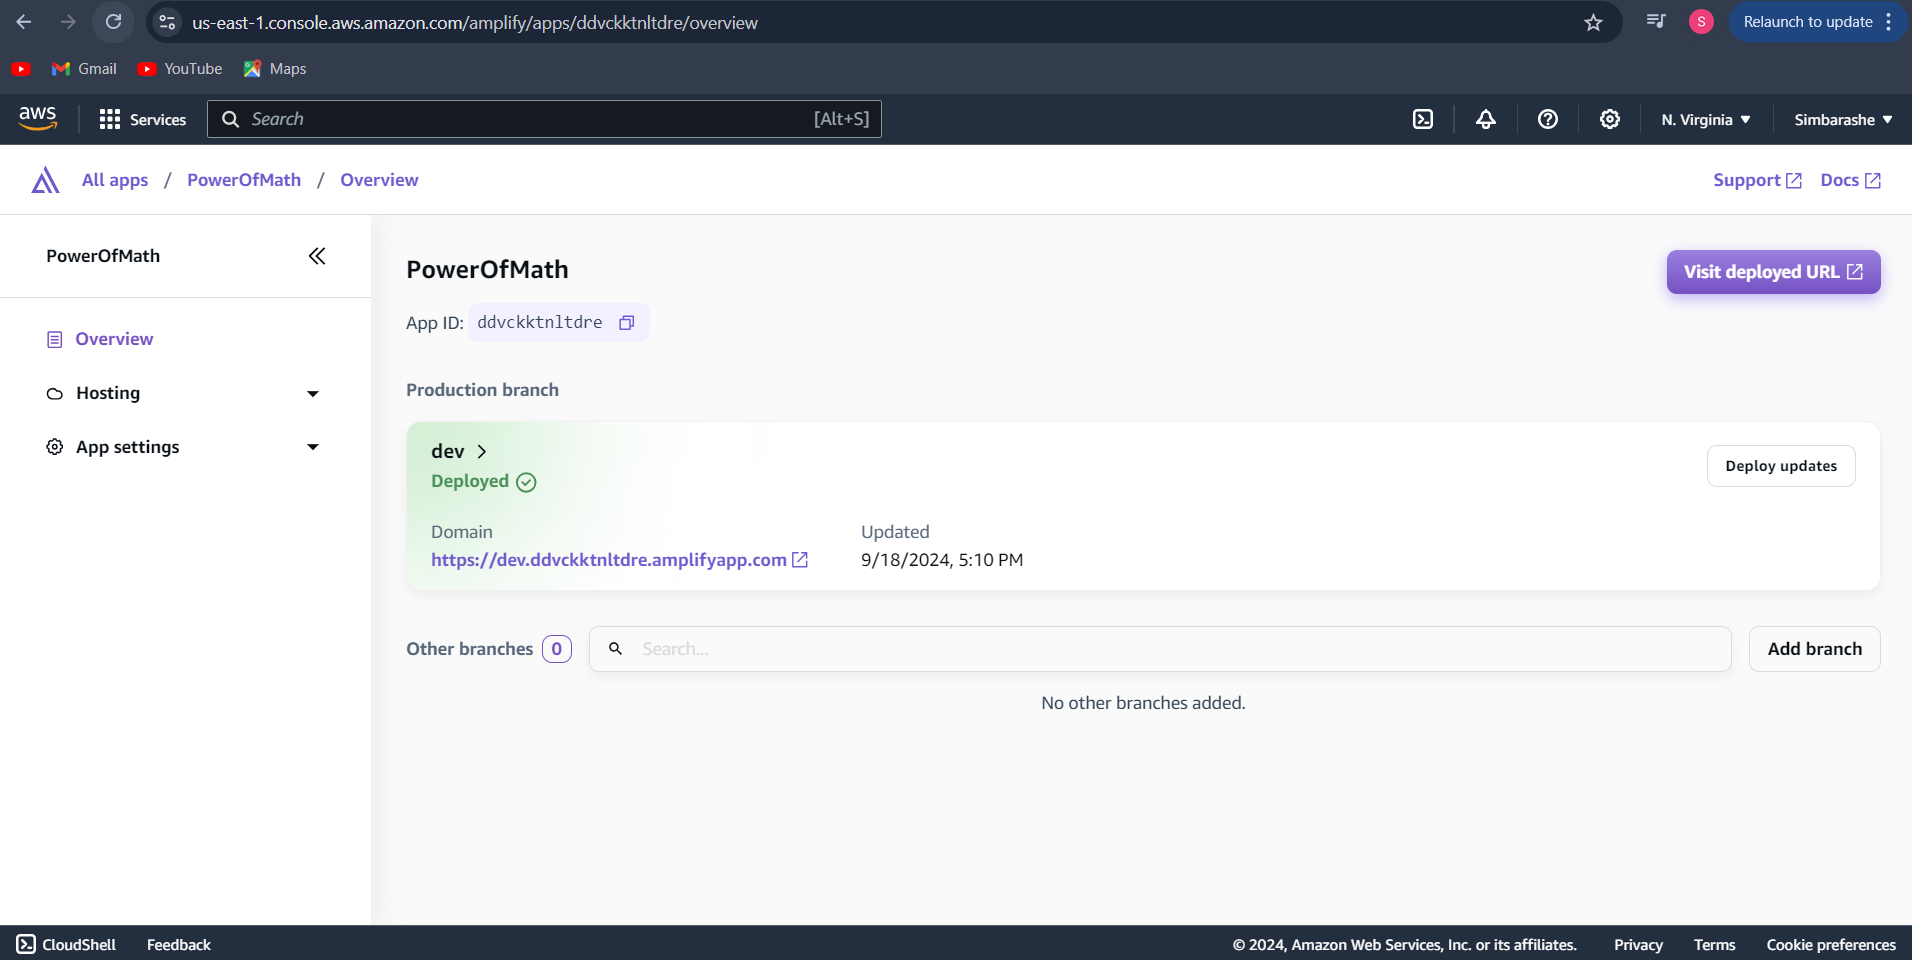 us-east-1.console.aws.amazon.com/amplify/apps/ddvckktnltdre/overview
S
Relaunch to update
Gmail
YouTube
Maps
aws
Services
Search
[Alt+S]
N. Virginia
Simbarashe
All apps / PowerOfMath / Overview
Support
Docs
PowerOfMath
Overview
Hosting
App settings
PowerOfMath
Visit deployed URL
App ID: ddvckktnltdre
Production branch
dev
Deployed
Deploy updates
Domain
https://dev.ddvckktnltdre.amplifyapp.com
Updated
9/18/2024, 5:10 PM
Other branches 0
Search...
Add branch
No other branches added.
CloudShell
Feedback
© 2024, Amazon Web Services, Inc. or its affiliates.
Privacy
Terms
Cookie preferences